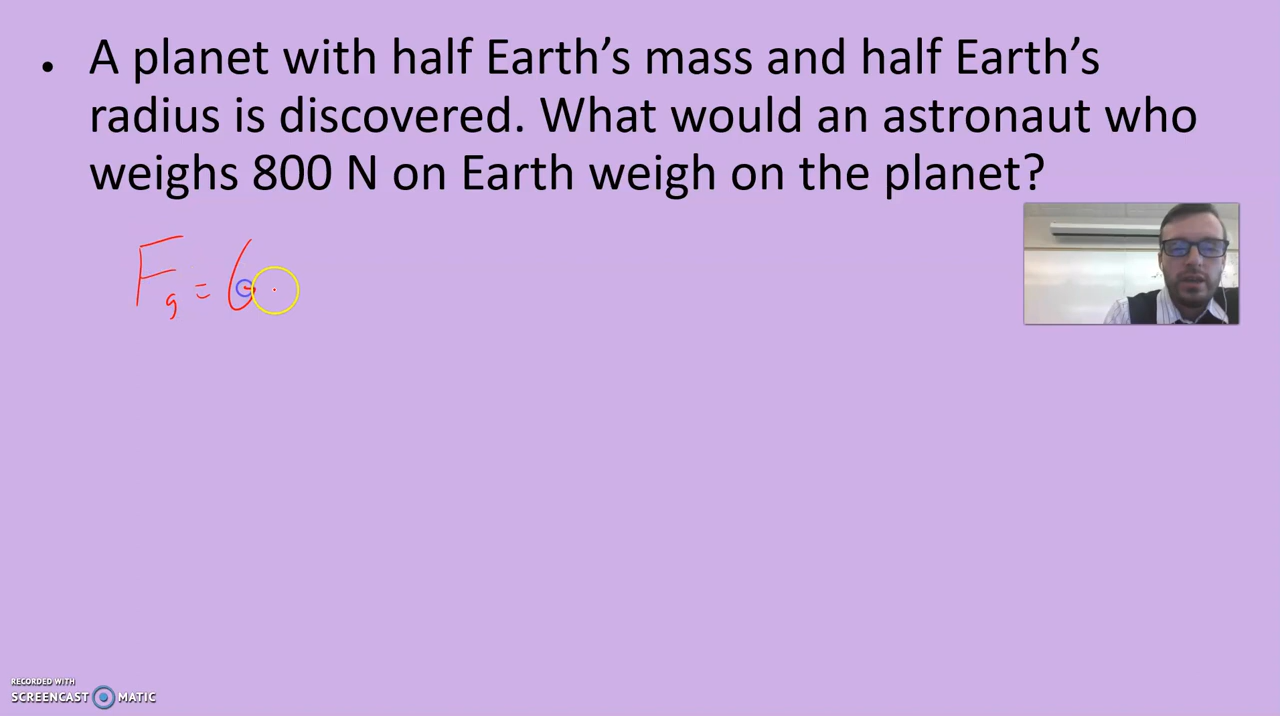 • A planet with half Earth’s mass and half Earth’s
radius is discovered. What would an astronaut who
weighs 800 N on Earth weigh on the planet?
Fg = G
RECORDED WITH
SCREENCAST MATIC